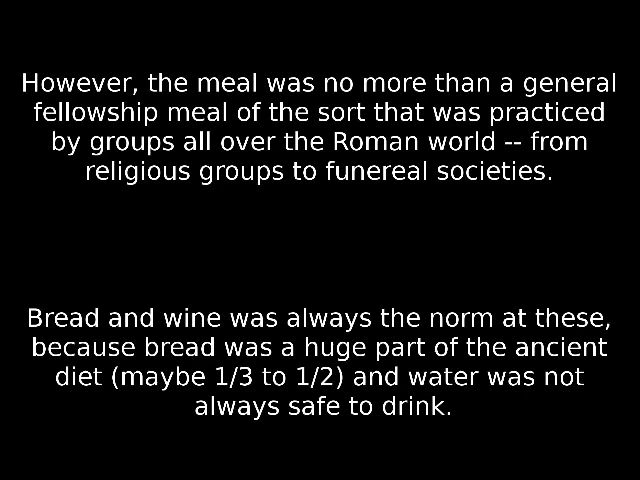 However, the meal was no more than a general
fellowship meal of the sort that was practiced
by groups all over the Roman world -- from
religious groups to funereal societies.
Bread and wine was always the norm at these,
because bread was a huge part of the ancient
diet (maybe 1/3 to 1/2) and water was not
always safe to drink.